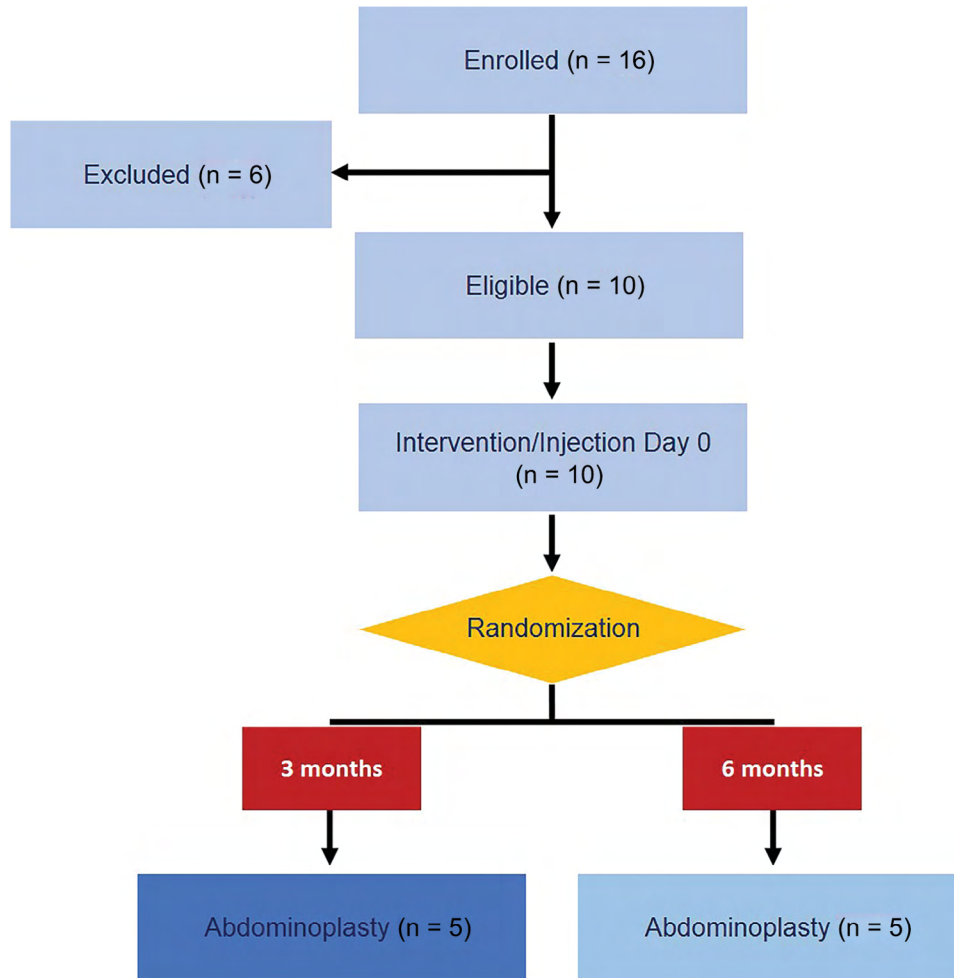 Enrolled (n = 16)
Excluded (n = 6)
Eligible (n = 10)
Intervention/Injection Day 0
(n = 10)
Randomization
3 months
6 months
Abdominoplasty (n = 5)
Abdominoplasty (n = 5)